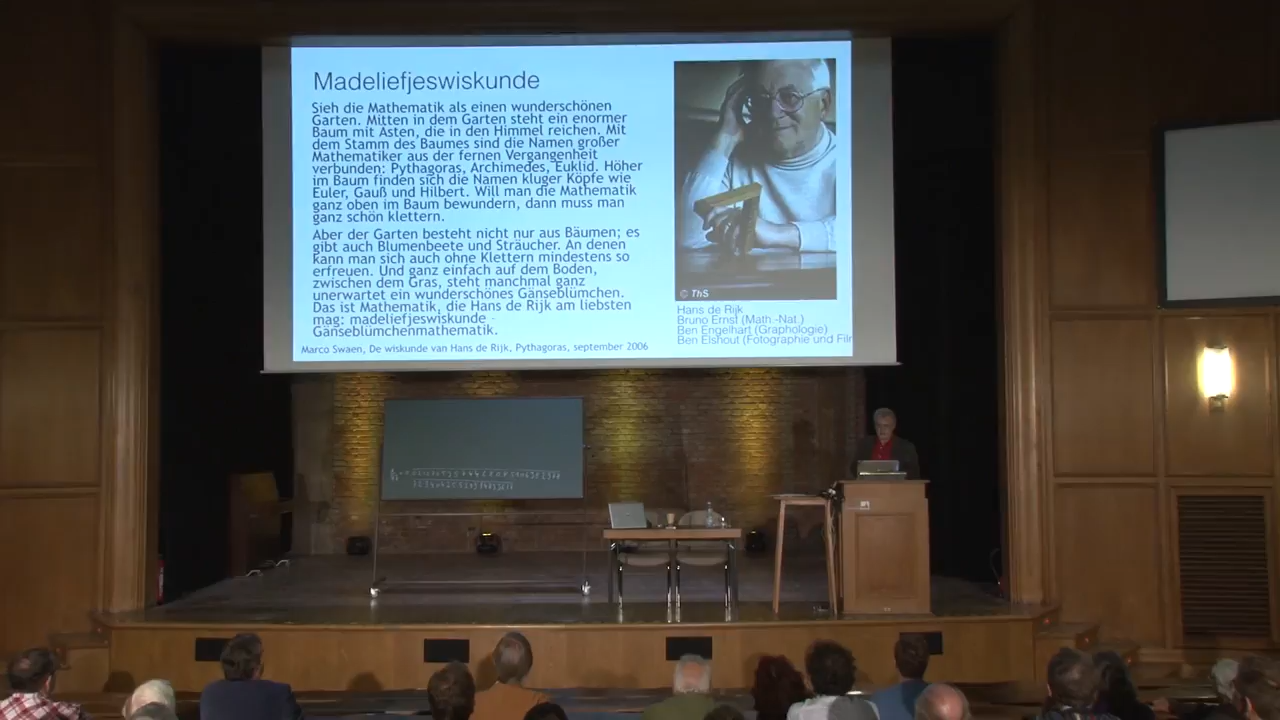 Madeliefjeswiskunde
Sieh die Mathematik als einen wunderschönen
Garten. Mitten in dem Garten steht ein enormer
Baum mit Ästen, die in den Himmel reichen. Mit
dem Stamm des Baumes sind die Namen großer
Mathematiker aus der fernen Vergangenheit
verbunden: Pythagoras, Archimedes, Euklid. Höher
im Baum finden sich die Namen kluger Köpfe wie
Euler, Gauß und Hilbert. Will man die Mathematik
ganz oben im Baum bewundern, dann muss man
ganz schön klettern.
Aber der Garten besteht nicht nur aus Bäumen; es
gibt auch Blumenbeete und Sträucher. An denen
kann man sich auch ohne Klettern mindestens so
erfreuen. Und ganz einfach auf dem Boden,
zwischen dem Gras, steht manchmal ganz
unerwartet ein wunderschönes Gänseblümchen.
Das ist Mathematik, die Hans de Rijk am liebsten
mag: madeliefjeswiskunde -
Gänseblümchenmathematik.
Marco Swaen, De wiskunde van Hans de Rijk, Pythagoras, september 2006
© ThS
Hans de Rijk
Bruno Ernst (Math.-Nat.)
Ben Engelhart (Graphologie)
Ben Elshout (Fotographie und Fil